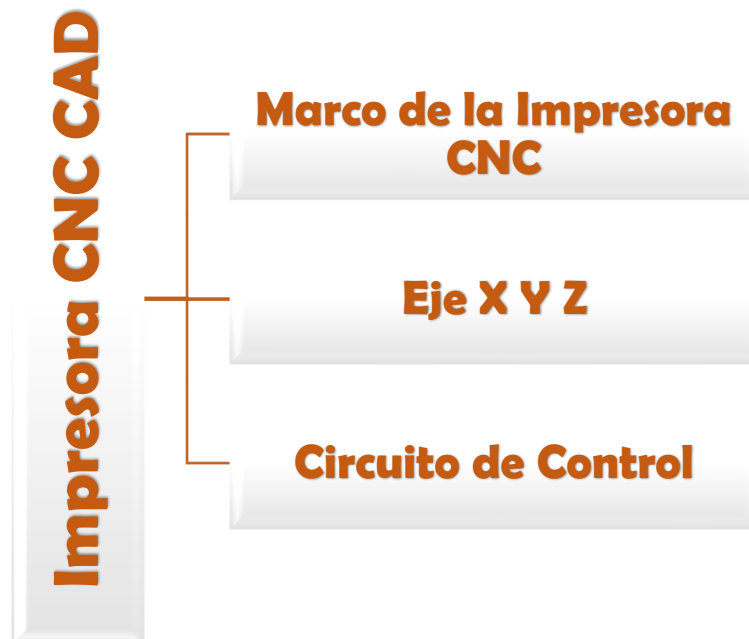 Impresora CNC CAD
Marco de la Impresora
CNC
Eje X Y Z
Circuito de Control